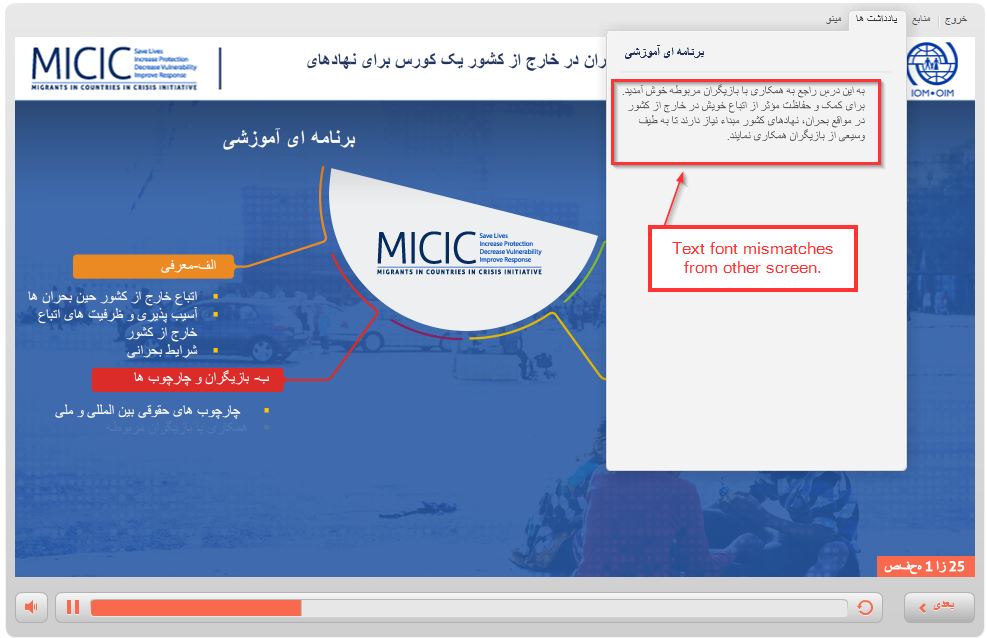 خروج
منابع
یادداشت ها
مینو
MICIC
Save Lives
Increase Protection
Decrease Vulnerability
Improve Response
MIGRANTS IN COUNTRIES IN CRISIS INITIATIVE
ران در خارج از کشور یک کورس برای نهادهای
IOM•OIM
برنامه ای آموزشی
به این درس راجع به همکاری با بازیگران مربوطه خوش آمدید.
برای کمک و حفاظت مؤثر از اتباع خویش در خارج از کشور
در مواقع بحران، نهادهای کشور مبداء نیاز دارند تا به طیف
وسیعی از بازیگران همکاری نمایند.
Text font mismatches
from other screen.
برنامه ای آموزشی
MICIC
Save Lives
Increase Protection
Decrease Vulnerability
Improve Response
MIGRANTS IN COUNTRIES IN CRISIS INITIATIVE
الف-معرفی
اتباع خارج از کشور حین بحران ها
آسیب پذیری و ظرفیت های اتباع
خارج از کشور
شرایط بحرانی
ب- بازیگران و چارچوب ها
چارچوب های حقوقی بین المللی و ملی
همکاری با بازیگران مربوطه
25 زا 1 هحفص
بعدی